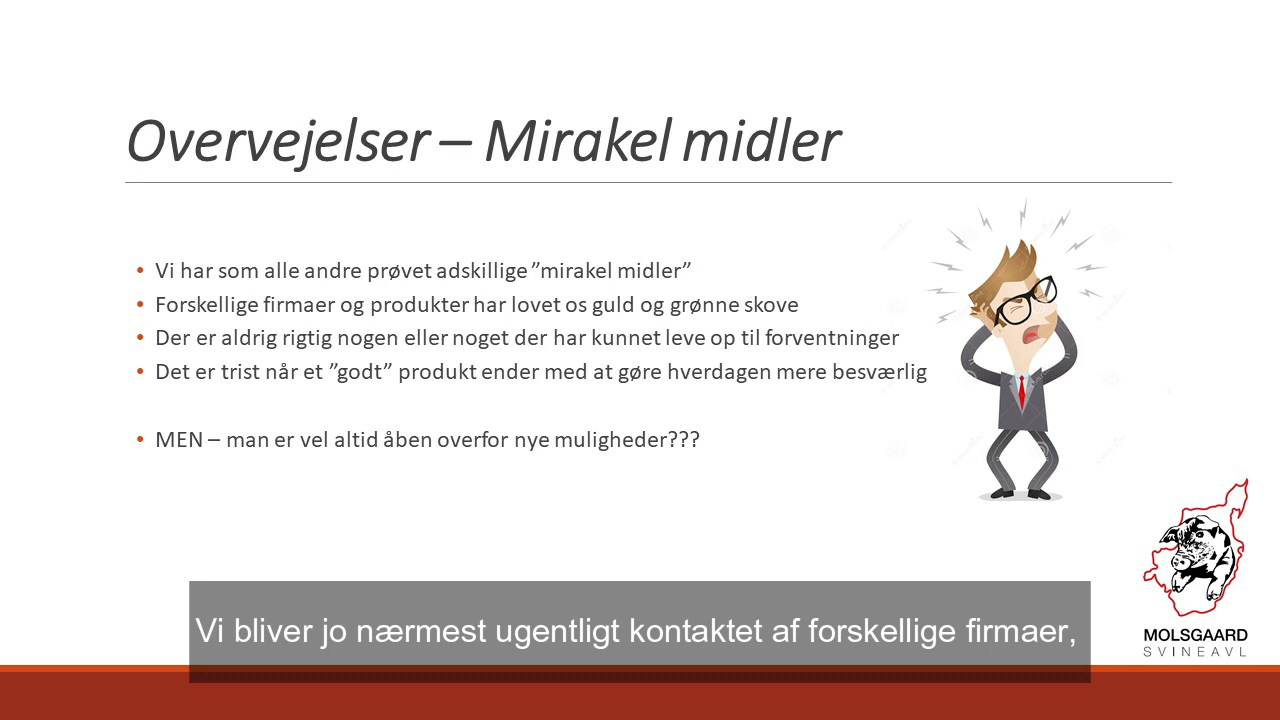 Overvejelser – Mirakel midler
• Vi har som alle andre prøvet adskillige ”mirakel midler”
• Forskellige firmaer og produkter har lovet os guld og grønne skove
• Der er aldrig rigtig nogen eller noget der har kunnet leve op til forventninger
• Det er trist når et ”godt” produkt ender med at gøre hverdagen mere besværlig
• MEN – man er vel altid åben overfor nye muligheder???
Vi bliver jo nærmest ugentligt kontaktet af forskellige firmaer,
MOLSGAARD
SVINEAVL